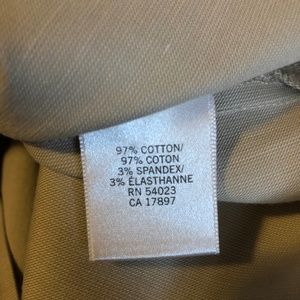 97% COTTON/
97% COTON
3% SPANDEX/
3% ÉLASTHANNE
RN 54023
CA 17897